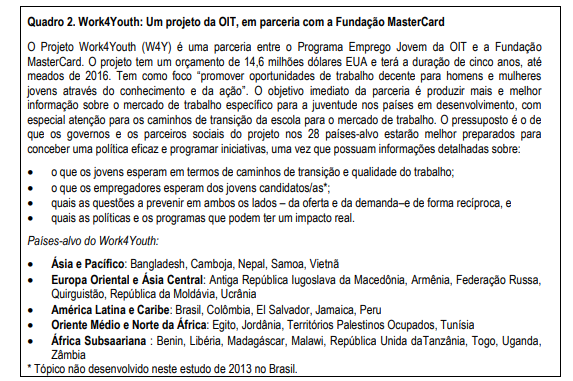 Quadro 2. Work4Youth: Um projeto da OIT, em parceria com a Fundação MasterCard
O Projeto Work4Youth (W4Y) é uma parceria entre o Programa Emprego Jovem da OIT e a Fundação
MasterCard. O projeto tem um orçamento de 14,6 milhões dólares EUA e terá a duração de cinco anos, até
meados de 2016. Tem como foco “promover oportunidades de trabalho decente para homens e mulheres
jovens através do conhecimento e da ação”. O objetivo imediato da parceria é produzir mais e melhor
informação sobre o mercado de trabalho específico para a juventude nos países em desenvolvimento, com
especial atenção para os caminhos de transição da escola para o mercado de trabalho. O pressuposto é o de
que os governos e os parceiros sociais do projeto nos 28 países-alvo estarão melhor preparados para
conceber uma política eficaz e programar iniciativas, uma vez que possuam informações detalhadas sobre:
• o que os jovens esperam em termos de caminhos de transição e qualidade do trabalho;
• o que os empregadores esperam dos jovens candidatos/as*;
• quais as questões a prevenir em ambos os lados – da oferta e da demanda–e de forma recíproca, e
• quais as políticas e os programas que podem ter um impacto real.
Países-alvo do Work4Youth:
• Ásia e Pacífico: Bangladesh, Camboja, Nepal, Samoa, Vietnã
• Europa Oriental e Ásia Central: Antiga República Iugoslava da Macedônia, Armênia, Federação Russa,
Quirguistão, República da Moldávia, Ucrânia
• América Latina e Caribe: Brasil, Colômbia, El Salvador, Jamaica, Peru
• Oriente Médio e Norte da África: Egito, Jordânia, Territórios Palestinos Ocupados, Tunísia
• África Subsaariana : Benin, Libéria, Madagáscar, Malawi, República Unida daTanzânia, Togo, Uganda,
Zâmbia
* Tópico não desenvolvido neste estudo de 2013 no Brasil.